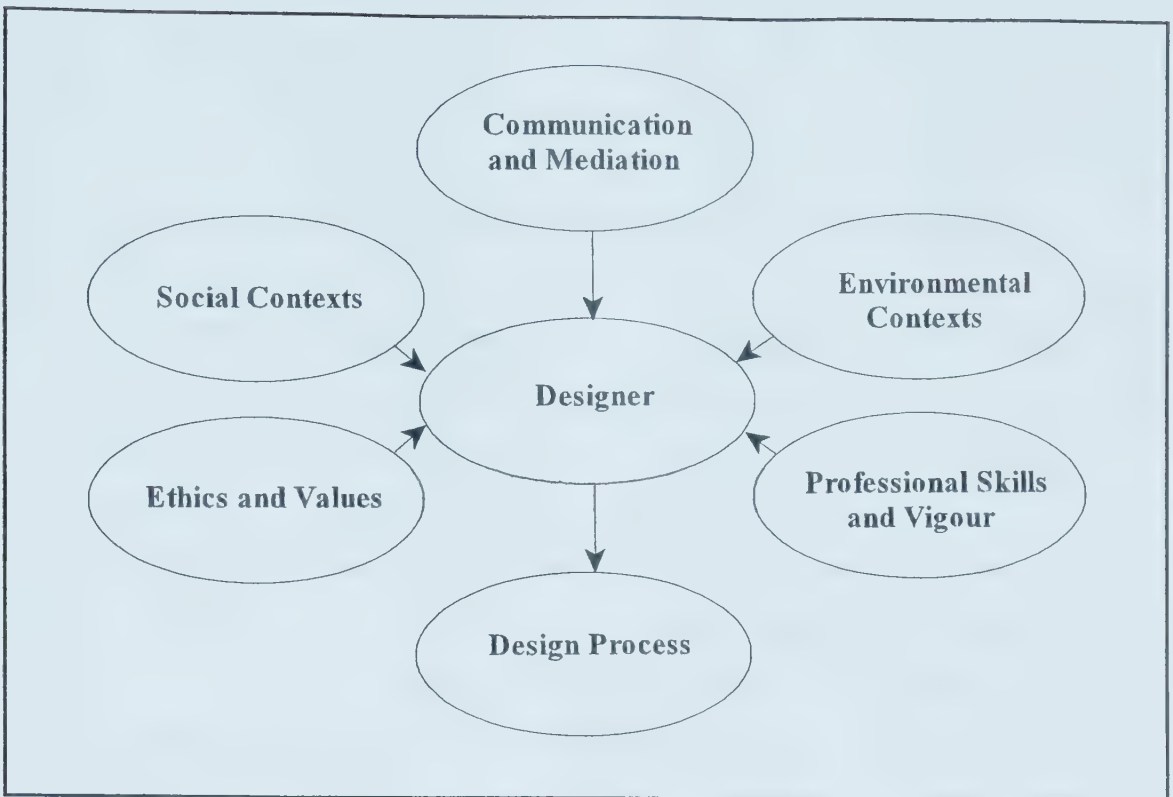 Communication
and Mediation
Social Contexts
Environmental
Contexts
Designer
Ethics and Values
Professional Skills
and Vigour
Design Process